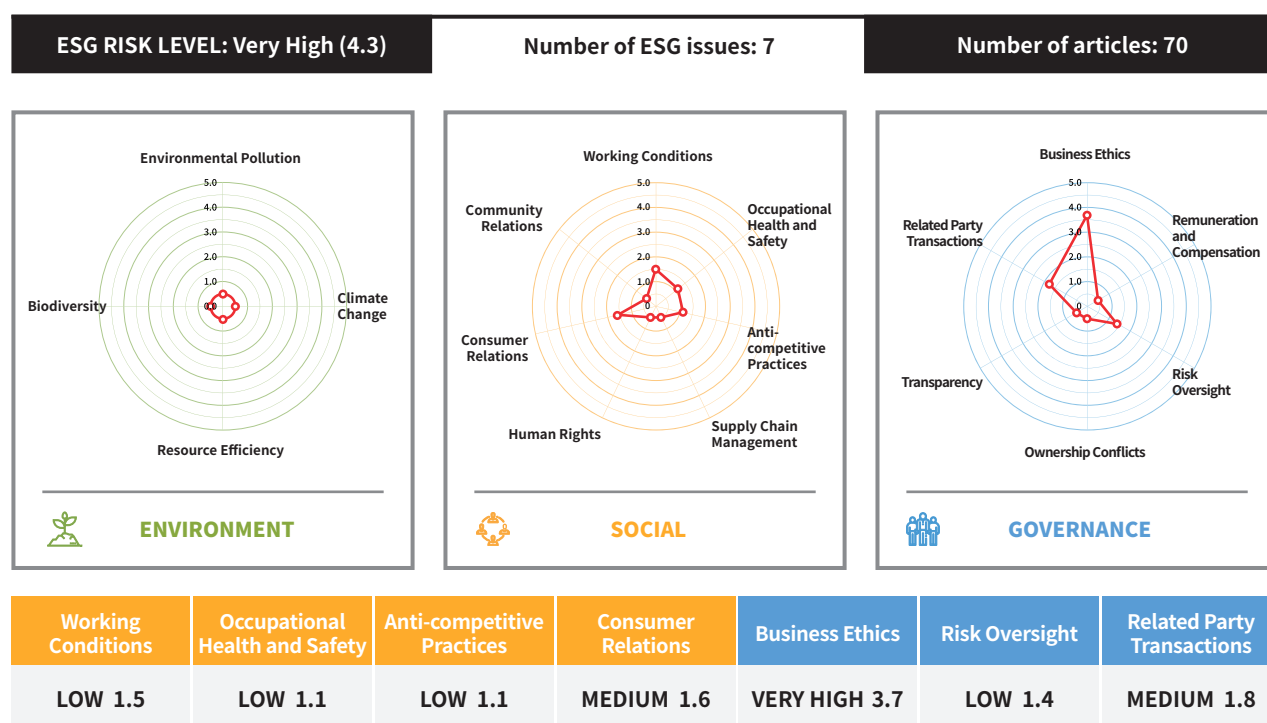 ESG RISK LEVEL: Very High (4.3)
Number of ESG issues: 7
Number of articles: 70
Environmental Pollution
5.0
4.0
3.0
2.0
1.0
0.0
Biodiversity
Climate
Change
Resource Efficiency
ENVIRONMENT
Working Conditions
5.0
4.0
3.0
2.0
1.0
0
Community
Relations
Occupational
Health and
Safety
Consumer
Relations
Anti-
competitive
Practices
Human Rights
Supply Chain
Management
SOCIAL
Business Ethics
5.0
4.0
3.0
2.0
1.0
0
Related Party
Transactions
Remuneration
and
Compensation
Transparency
Risk
Oversight
Ownership Conflicts
GOVERNANCE
Working
Conditions
Occupational
Health and Safety
Anti-competitive
Practices
Consumer
Relations
Business Ethics
Risk Oversight
Related Party
Transactions
LOW 1.5
LOW 1.1
LOW 1.1
MEDIUM 1.6
VERY HIGH 3.7
LOW 1.4
MEDIUM 1.8